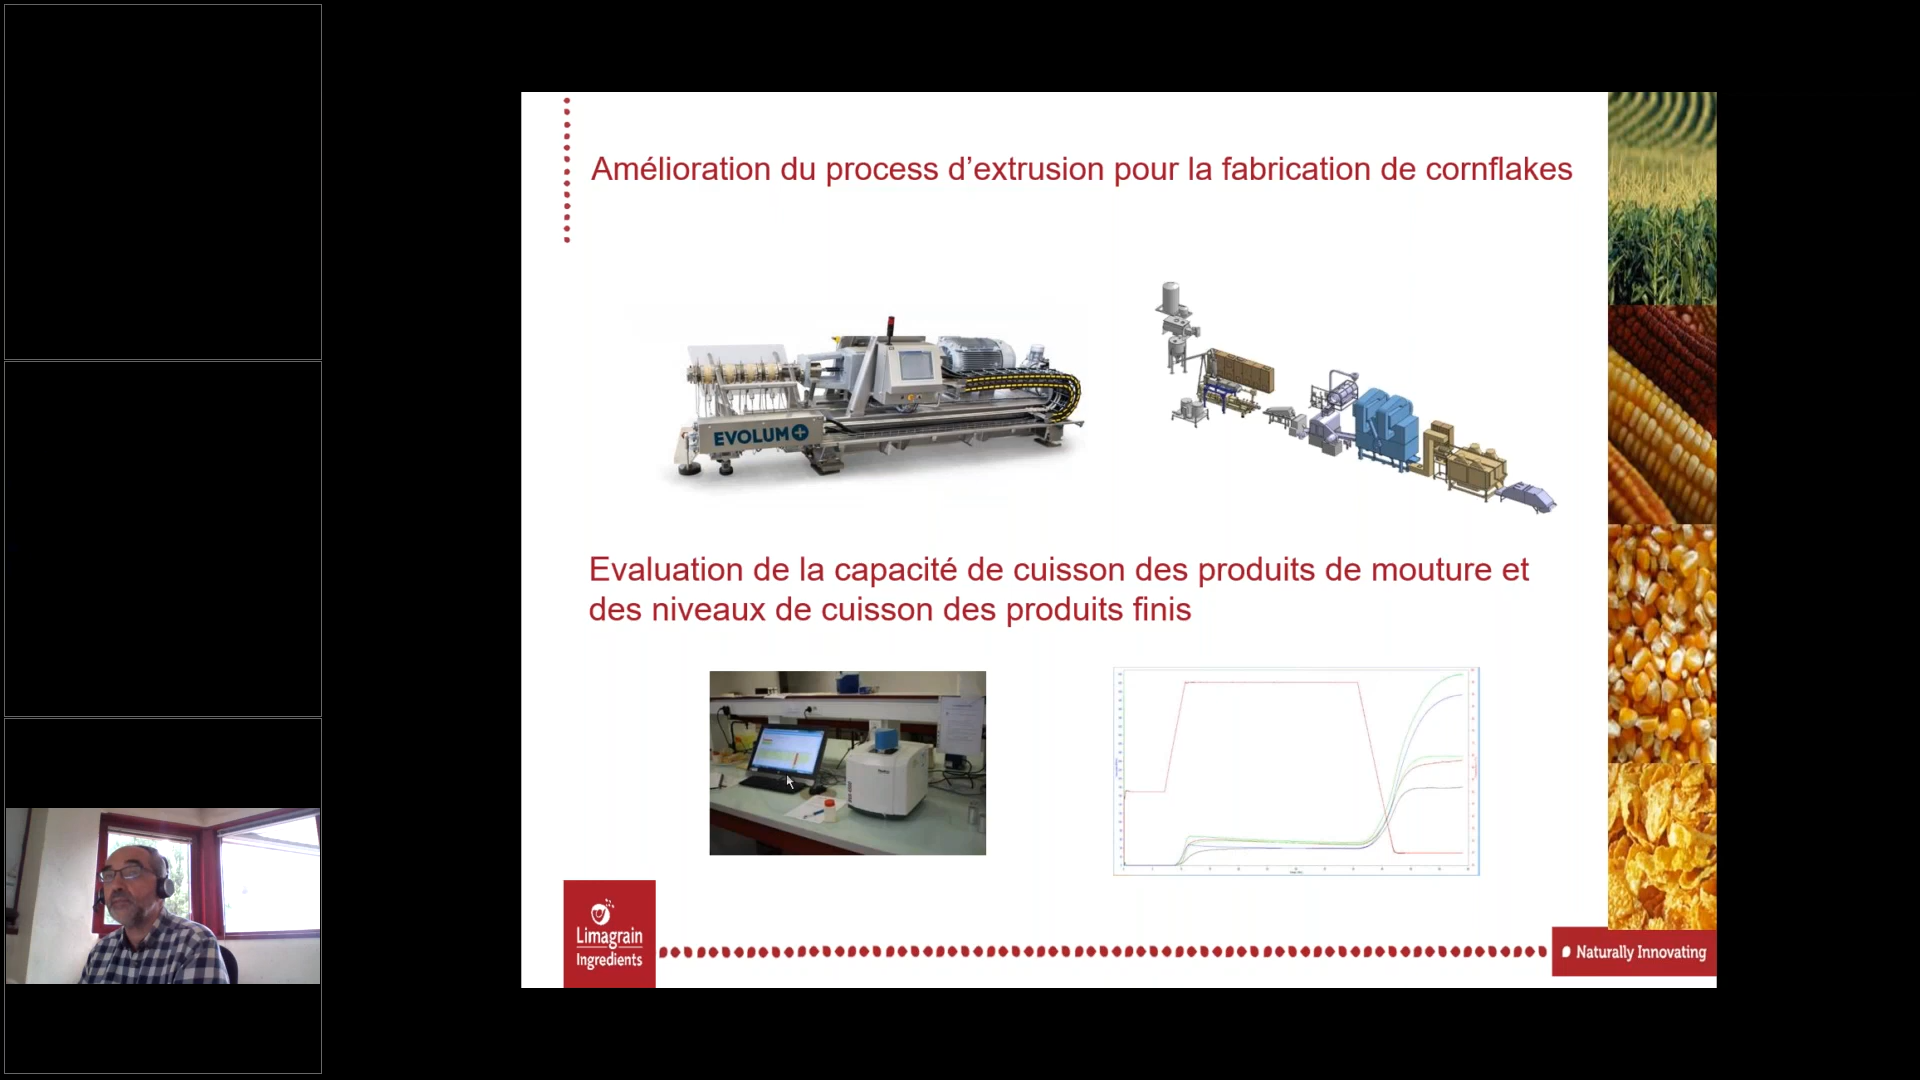 Amélioration du process d’extrusion pour la fabrication de cornflakes
EVOLUM+
Evaluation de la capacité de cuisson des produits de mouture et
des niveaux de cuisson des produits finis
Limagrain
Ingredients
Naturally Innovating